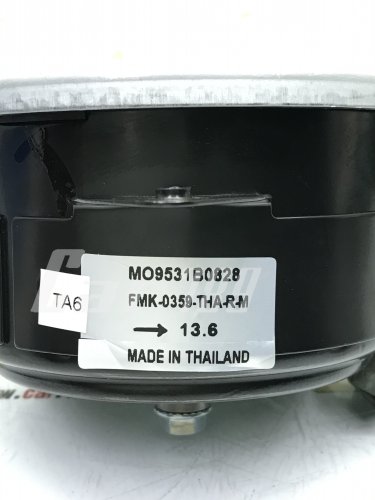 MO9531B0828
FMK-0359-THA-R-M
→ 13.6
MADE IN THAILAND
TA6